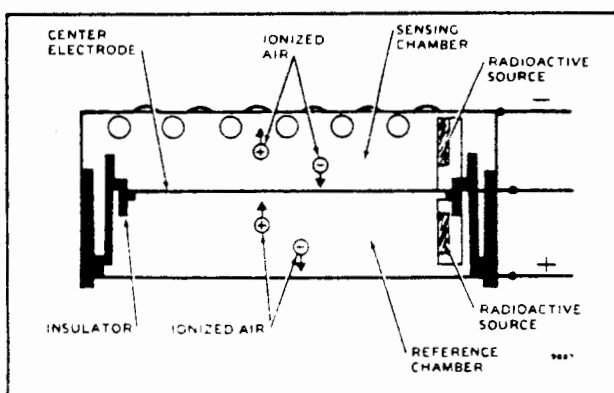 CENTER
ELECTRODE
IONIZED
AIR
SENSING
CHAMBER
RADIOACTIVE
SOURCE
−
+
+
−
+
−
INSULATOR
IONIZED AIR
REFERENCE
CHAMBER
RADIOACTIVE
SOURCE